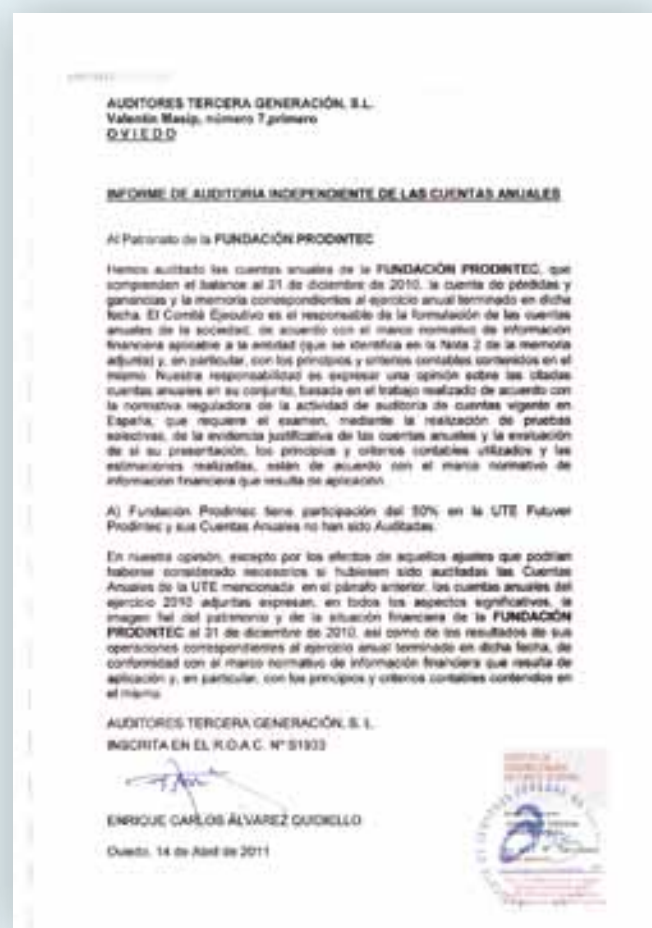 AUDITORES TERCERA GENERACIÓN, S.L.
Valentín Masip, número 7,primero
OVIEDO
INFORME DE AUDITORIA INDEPENDIENTE DE LAS CUENTAS ANUALES
Al Patronato de la FUNDACIÓN PRODINTEC
Hemos auditado las cuentas anuales de la FUNDACIÓN PRODINTEC, que
comprenden el balance al 31 de diciembre de 2010, la cuenta de pérdidas y
ganancias y la memoria correspondientes al ejercicio anual terminado en dicha
fecha. El Comité Ejecutivo es el responsable de la formulación de las cuentas
anuales de la sociedad, de acuerdo con el marco normativo de información
financiera aplicable a la entidad (que se identifica en la Nota 2 de la memoria
adjunta) y, en particular, con los principios y criterios contables contenidos en el
mismo. Nuestra responsabilidad es expresar una opinión sobre las citadas
cuentas anuales en su conjunto, basada en el trabajo realizado de acuerdo con
la normativa reguladora de la actividad de auditoría de cuentas vigente en
España, que requiere el examen, mediante la realización de pruebas
selectivas, de la evidencia justificativa de las cuentas anuales y la evaluación
de si su presentación, los principios y criterios contables utilizados y las
estimaciones realizadas, están de acuerdo con el marco normativo de
información financiera que resulta de aplicación.
A) Fundación Prodintec tiene participación del 50% en la UTE Futuver
Prodintec y sus Cuentas Anuales no han sido Auditadas.
En nuestra opinión, excepto por los efectos de aquellos ajustes que podrían
haberse considerado necesarios si hubiesen sido auditadas las Cuentas
Anuales de la UTE mencionada en el párrafo anterior, las cuentas anuales del
ejercicio 2010 adjuntas expresan, en todos los aspectos significativos, la
imagen fiel del patrimonio y de la situación financiera de la FUNDACIÓN
PRODINTEC al 31 de diciembre de 2010, así como de los resultados de sus
operaciones correspondientes al ejercicio anual terminado en dicha fecha, de
conformidad con el marco normativo de información financiera que resulta de
aplicación y, en particular, con los principios y criterios contables contenidos en
el mismo.
AUDITORES TERCERA GENERACIÓN, S. L.
INSCRITA EN EL R.O.A.C. Nº S1933
ENRIQUE CARLOS ÁLVAREZ QUIDIELLO
Oviedo, 14 de Abril de 2011